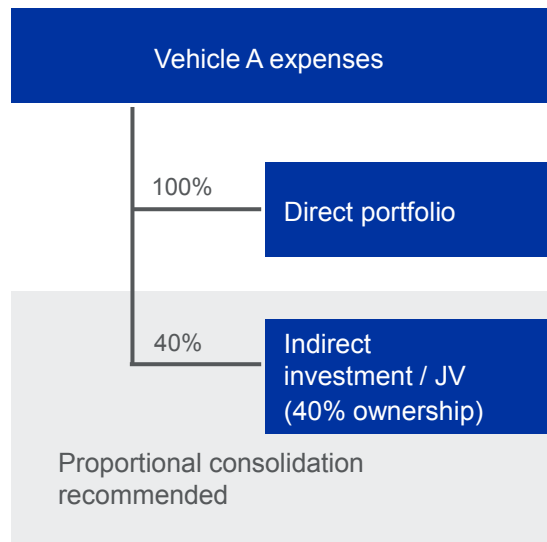 Vehicle A expenses
100%
Direct portfolio
40%
Indirect
investment / JV
(40% ownership)
Proportional consolidation
recommended